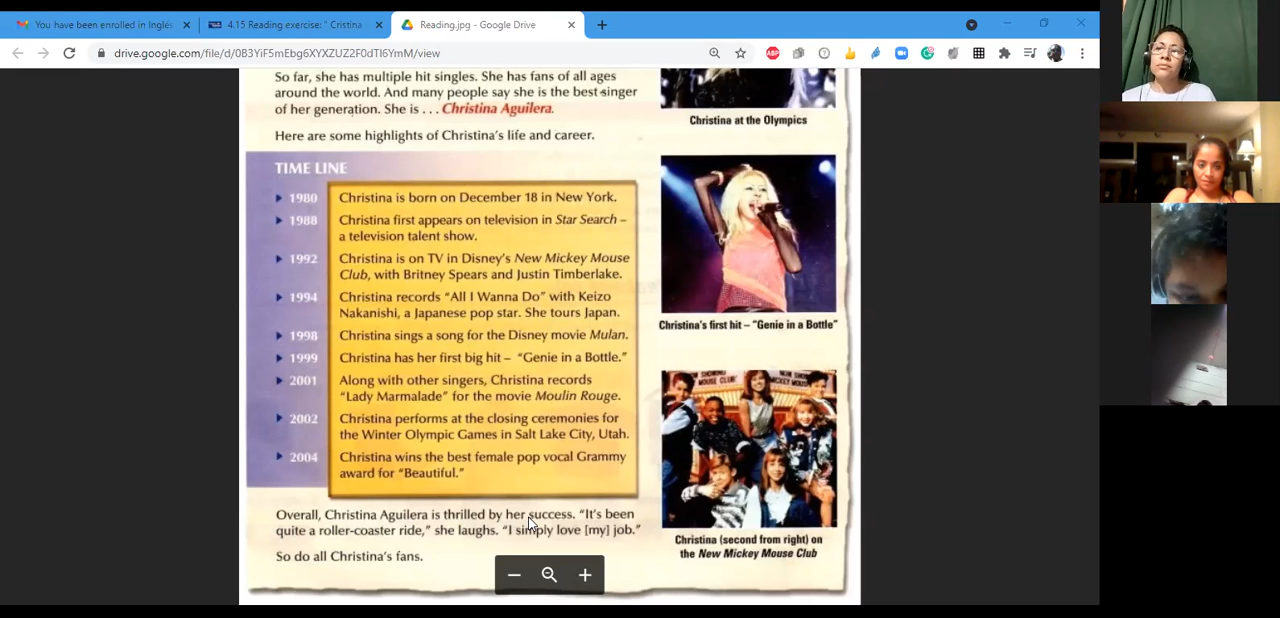 You have been enrolled in Inglés
4.15 Reading exercise: " Cristina
Reading.jpg - Google Drive
drive.google.com/file/d/0B3YiF5mEbg6XYXZUZ2F0dTI6YmM/view
So far, she has multiple hit singles. She has fans of all ages
around the world. And many people say she is the best singer
of her generation. She is . . . Christina Aguilera.
Here are some highlights of Christina's life and career.
TIME LINE
1980 Christina is born on December 18 in New York.
1988 Christina first appears on television in Star Search –
a television talent show.
1992 Christina is on TV in Disney's New Mickey Mouse
Club, with Britney Spears and Justin Timberlake.
1994 Christina records "All I Wanna Do" with Keizo
Nakanishi, a Japanese pop star. She tours Japan.
1998 Christina sings a song for the Disney movie Mulan.
1999 Christina has her first big hit – "Genie in a Bottle."
2001 Along with other singers, Christina records
"Lady Marmalade" for the movie Moulin Rouge.
2002 Christina performs at the closing ceremonies for
the Winter Olympic Games in Salt Lake City, Utah.
2004 Christina wins the best female pop vocal Grammy
award for "Beautiful."
Overall, Christina Aguilera is thrilled by her success. "It's been
quite a roller-coaster ride," she laughs. "I simply love [my] job."
So do all Christina's fans.
Christina at the Olympics
Christina's first hit – "Genie in a Bottle"
MOUSE CLUB
Christina (second from right) on
the New Mickey Mouse Club